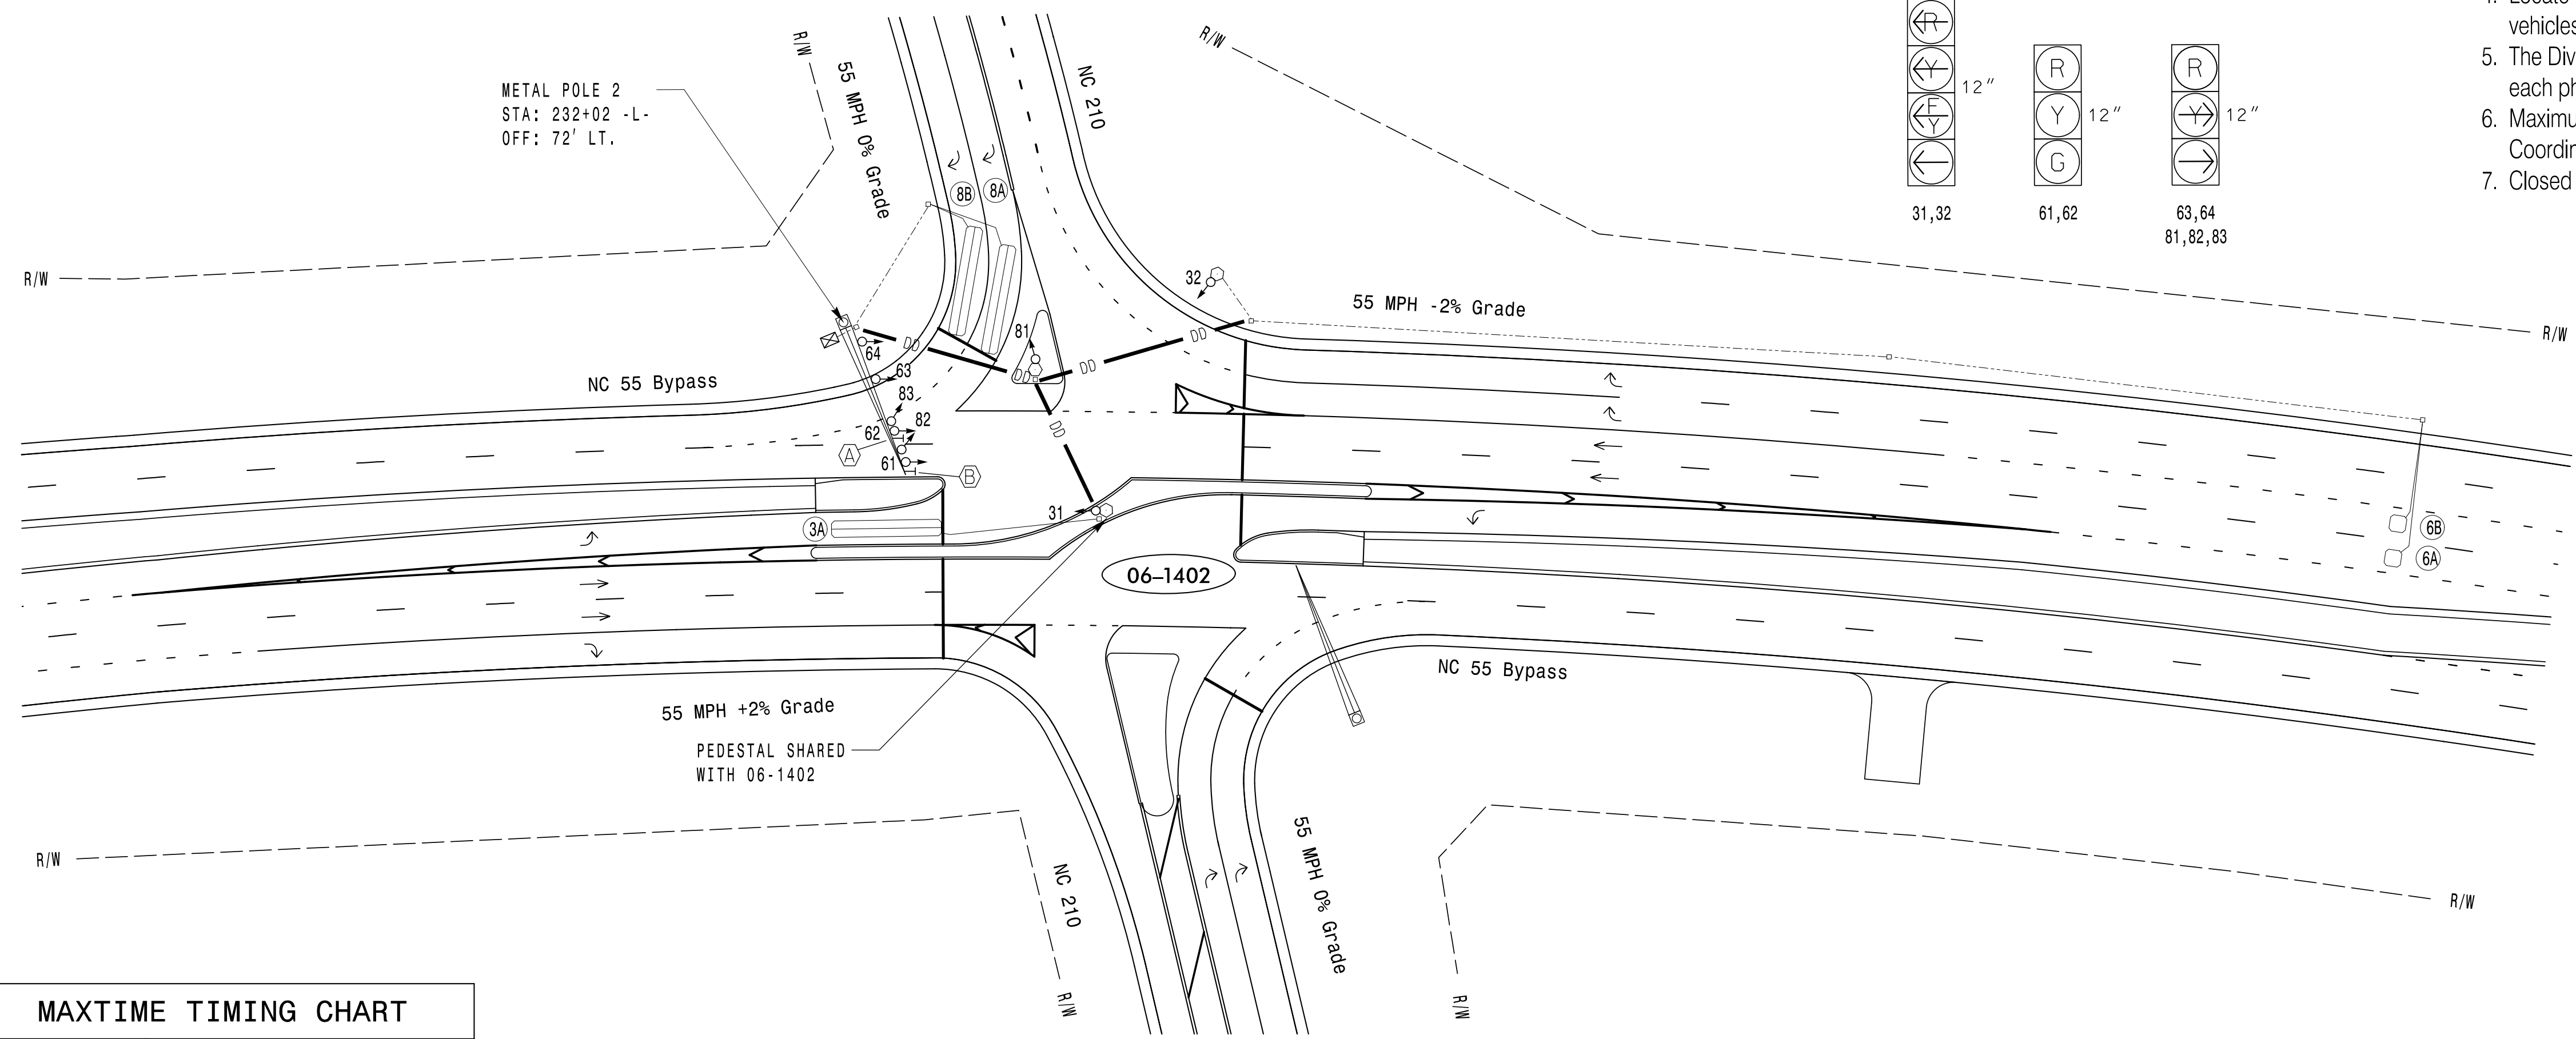 METAL POLE 2
STA: 232+02 -L-
OFF: 72' LT.
R/W
55 MPH 0% Grade
NC 210
R/W
R
Y
F
Y
12"
31,32
R
Y
G
12"
61,62
R
Y
12"
63,64
81,82,83
vehicles
5. The Div
each ph
6. Maximu
Coordin
7. Closed
8B
8A
R/W
32
55 MPH -2% Grade
R/W
81
64
63
83
82
62
61
A
B
NC 55 Bypass
31
3A
6B
6A
06-1402
NC 55 Bypass
55 MPH +2% Grade
PEDESTAL SHARED
WITH 06-1402
R/W
NC 210
R/W
55 MPH 0% Grade
R/W
R/W
MAXTIME TIMING CHART